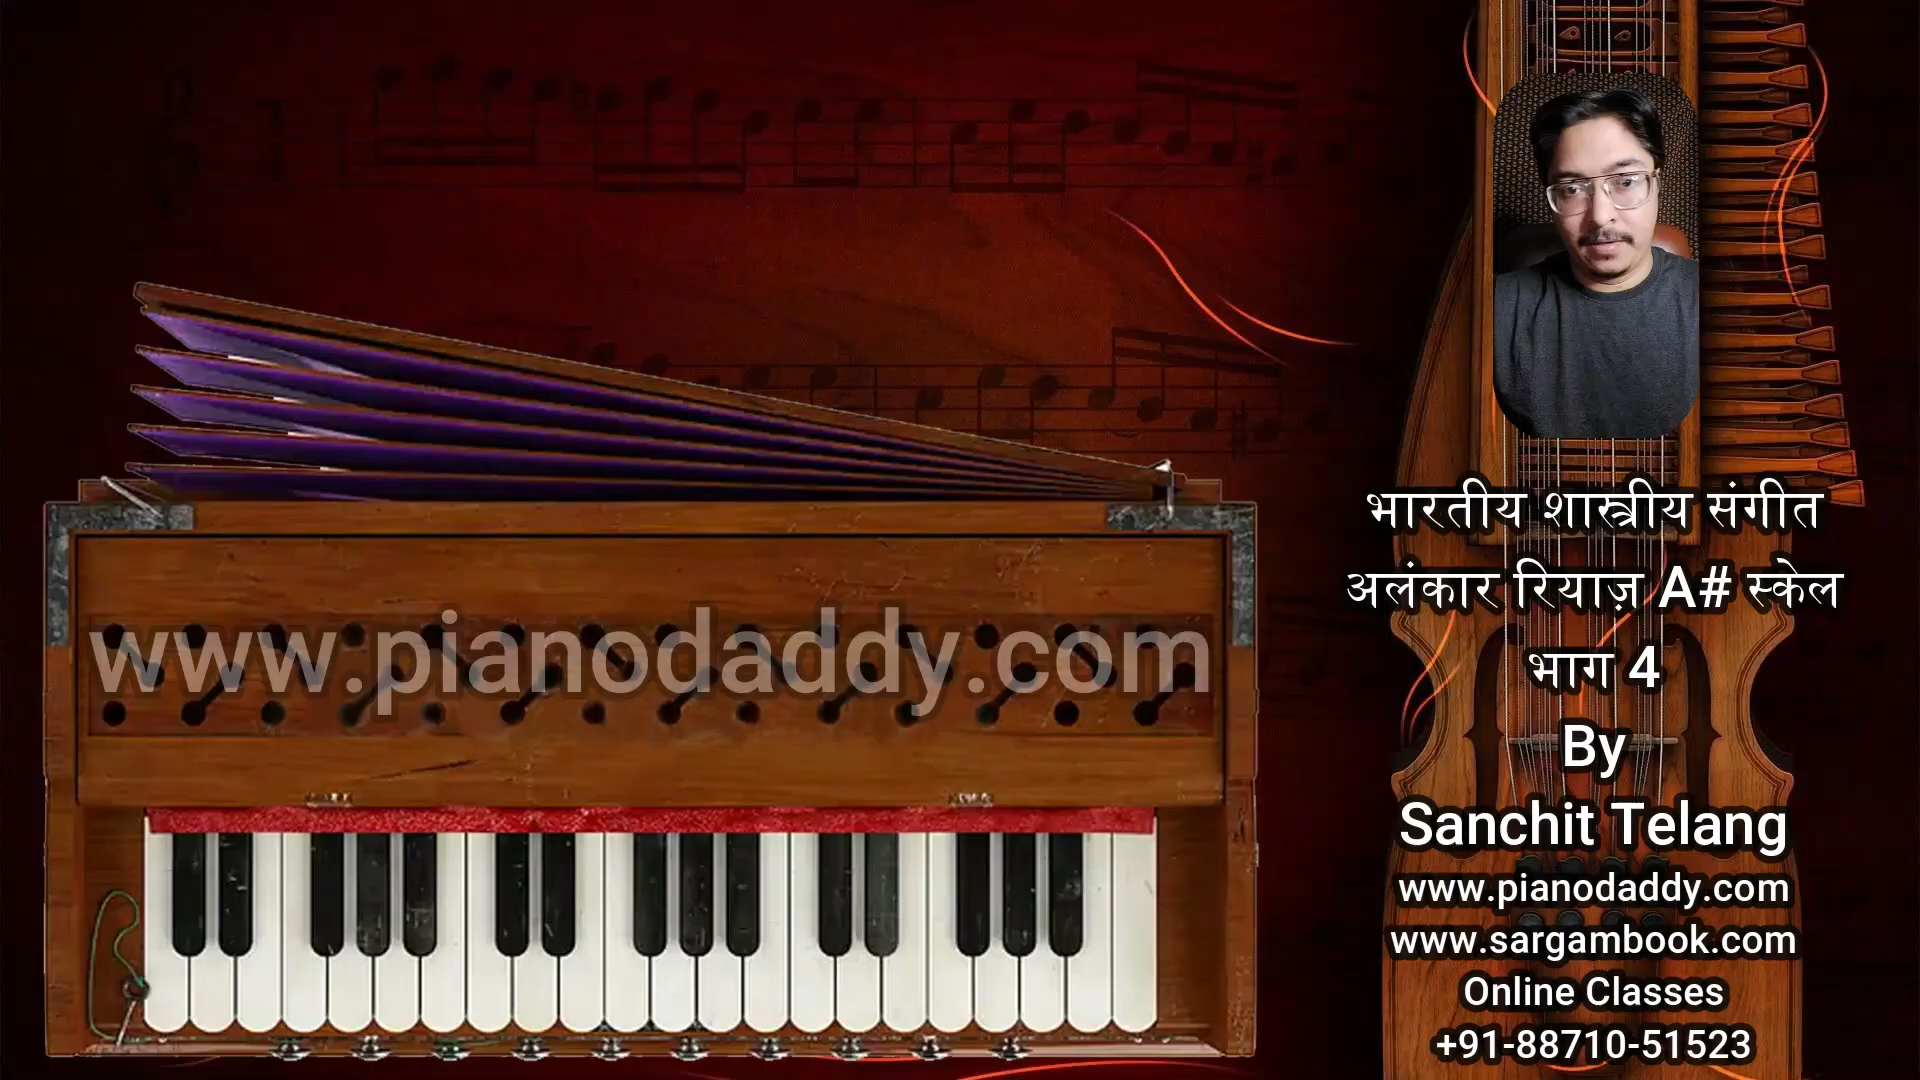 www.pianodaddy.com
भारतीय शास्त्रीय संगीत
अलंकार रियाज़ A# स्केल
भाग 4
By
Sanchit Telang
www.pianodaddy.com
www.sargambook.com
Online Classes
+91-88710-51523